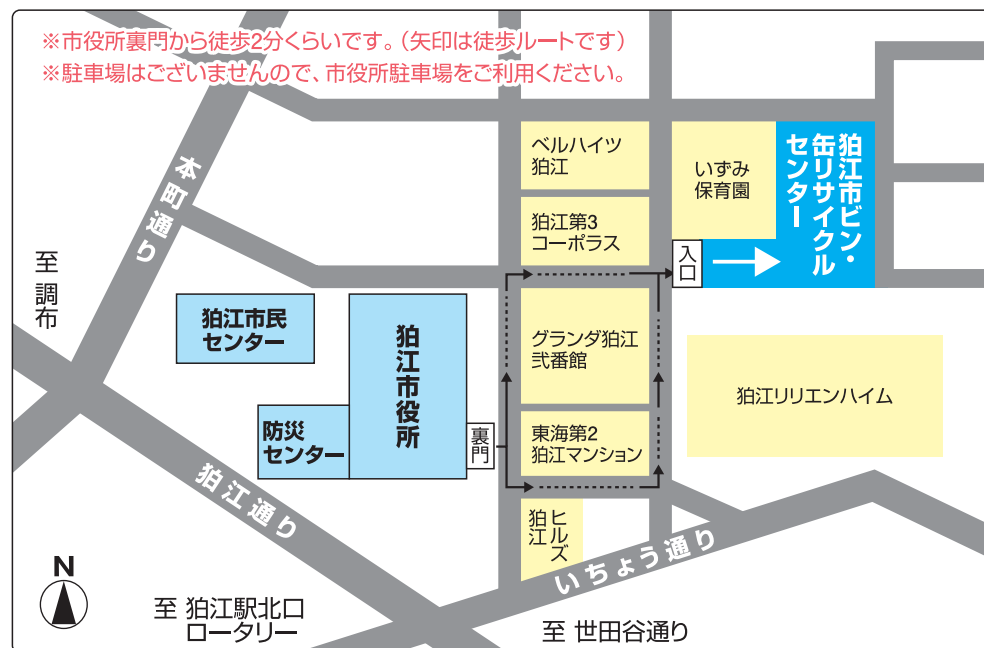 ※市役所裏門から徒歩2分くらいです。（矢印は徒歩ルートです）
※駐車場はございませんので、市役所駐車場をご利用ください。
本町通り
ベルハイツ
狛江
いずみ
保育園
狛江市ビン・
缶リサイクル
センター
狛江第3
コーポラス
入口
至 調布
狛江市民
センター
狛江市役所
グランダ狛江
弐番館
狛江リリエンハイム
防災
センター
裏門
東海第2
狛江マンション
狛江通り
ヒルズ
狛江
いちょう通り
N
至 狛江駅北口
ロータリー
至 世田谷通り